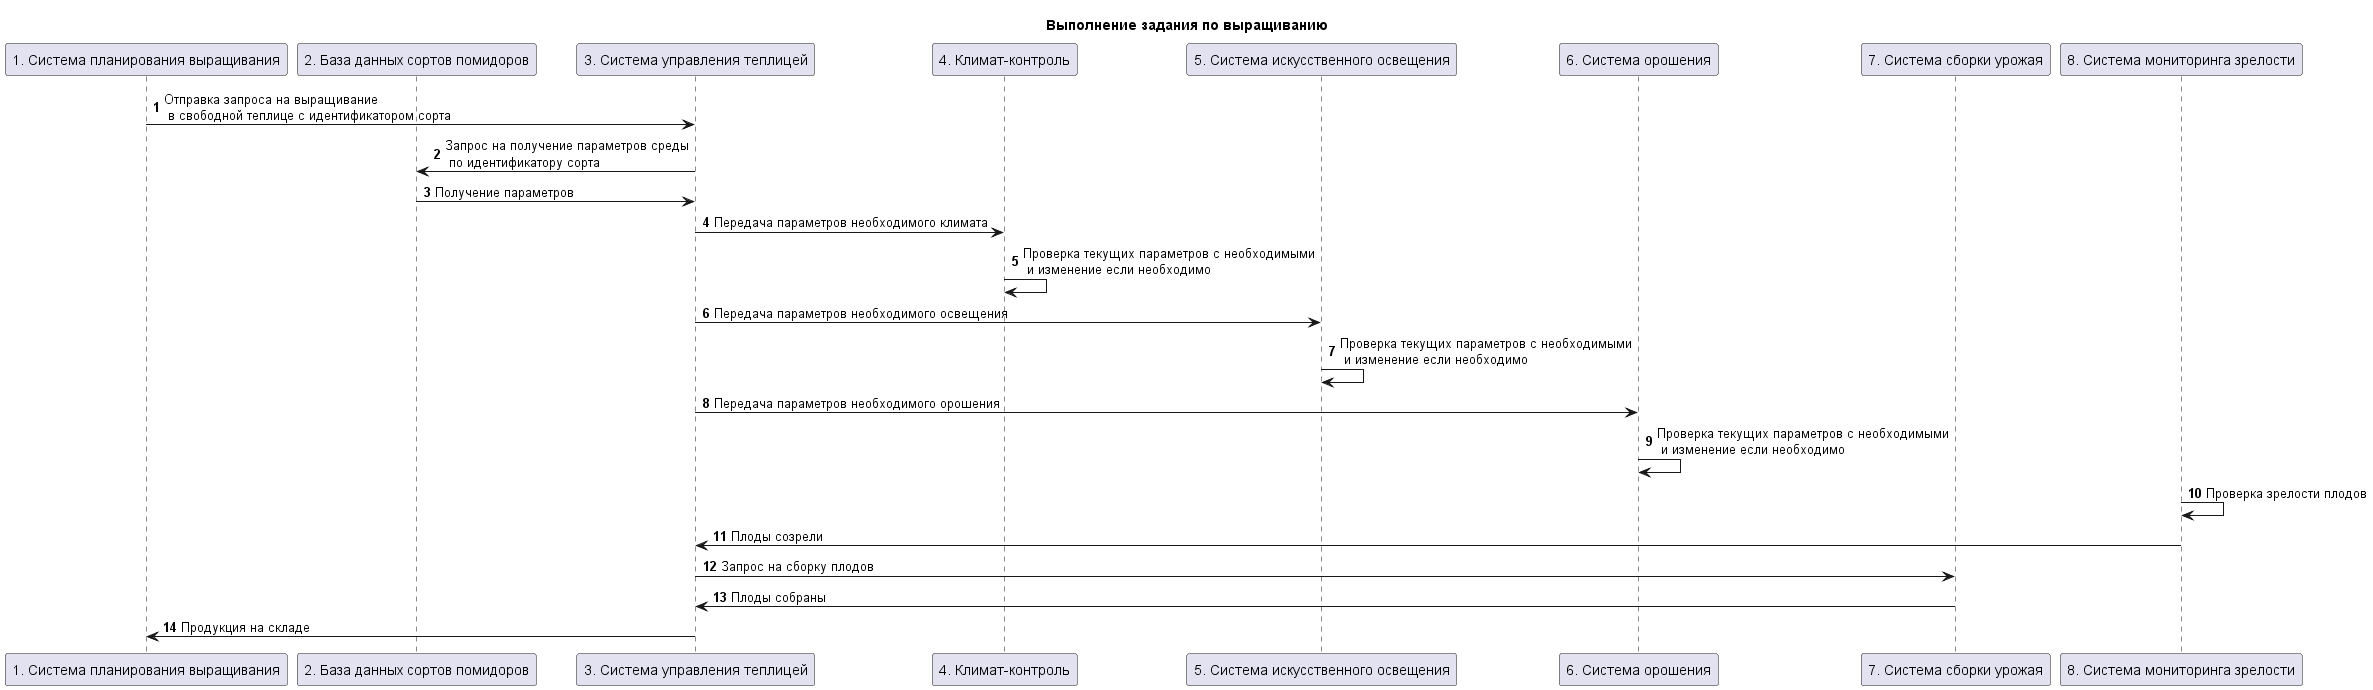 Выполнение задания по выращиванию
1. Система планирования выращивания
2. База данных сортов помидоров
3. Система управления теплицей
4. Климат-контроль
5. Система искусственного освещения
6. Система орошения
7. Система сборки урожая
8. Система мониторинга зрелости
1 Отправка запроса на выращивание
в свободной теплице с идентификатором сорта
2 Запрос на получение параметров среды
по идентификатору сорта
3 Получение параметров
4 Передача параметров необходимого климата
5 Проверка текущих параметров с необходимыми
и изменение если необходимо
6 Передача параметров необходимого освещения
7 Проверка текущих параметров с необходимыми
и изменение если необходимо
8 Передача параметров необходимого орошения
9 Проверка текущих параметров с необходимыми
и изменение если необходимо
10 Проверка зрелости плодов
11 Плоды созрели
12 Запрос на сборку плодов
13 Плоды собраны
14 Продукция на складе
1. Система планирования выращивания
2. База данных сортов помидоров
3. Система управления теплицей
4. Климат-контроль
5. Система искусственного освещения
6. Система орошения
7. Система сборки урожая
8. Система мониторинга зрелости